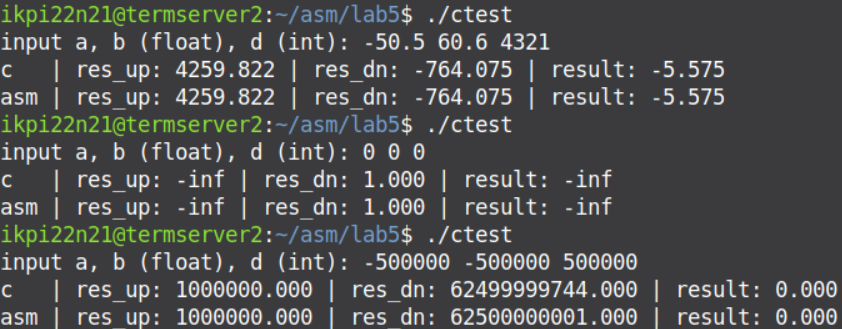 ikpi22n21@termserver2:~/asm/lab5$ ./ctest
input a, b (float), d (int): -50.5 60.6 4321
c   | res_up: 4259.822 | res_dn: -764.075 | result: -5.575
asm | res_up: 4259.822 | res_dn: -764.075 | result: -5.575
ikpi22n21@termserver2:~/asm/lab5$ ./ctest
input a, b (float), d (int): 0 0 0
c   | res_up: -inf | res_dn: 1.000 | result: -inf
asm | res_up: -inf | res_dn: 1.000 | result: -inf
ikpi22n21@termserver2:~/asm/lab5$ ./ctest
input a, b (float), d (int): -500000 -500000 500000
c   | res_up: 1000000.000 | res_dn: 62499999744.000 | result: 0.000
asm | res_up: 1000000.000 | res_dn: 62500000001.000 | result: 0.000